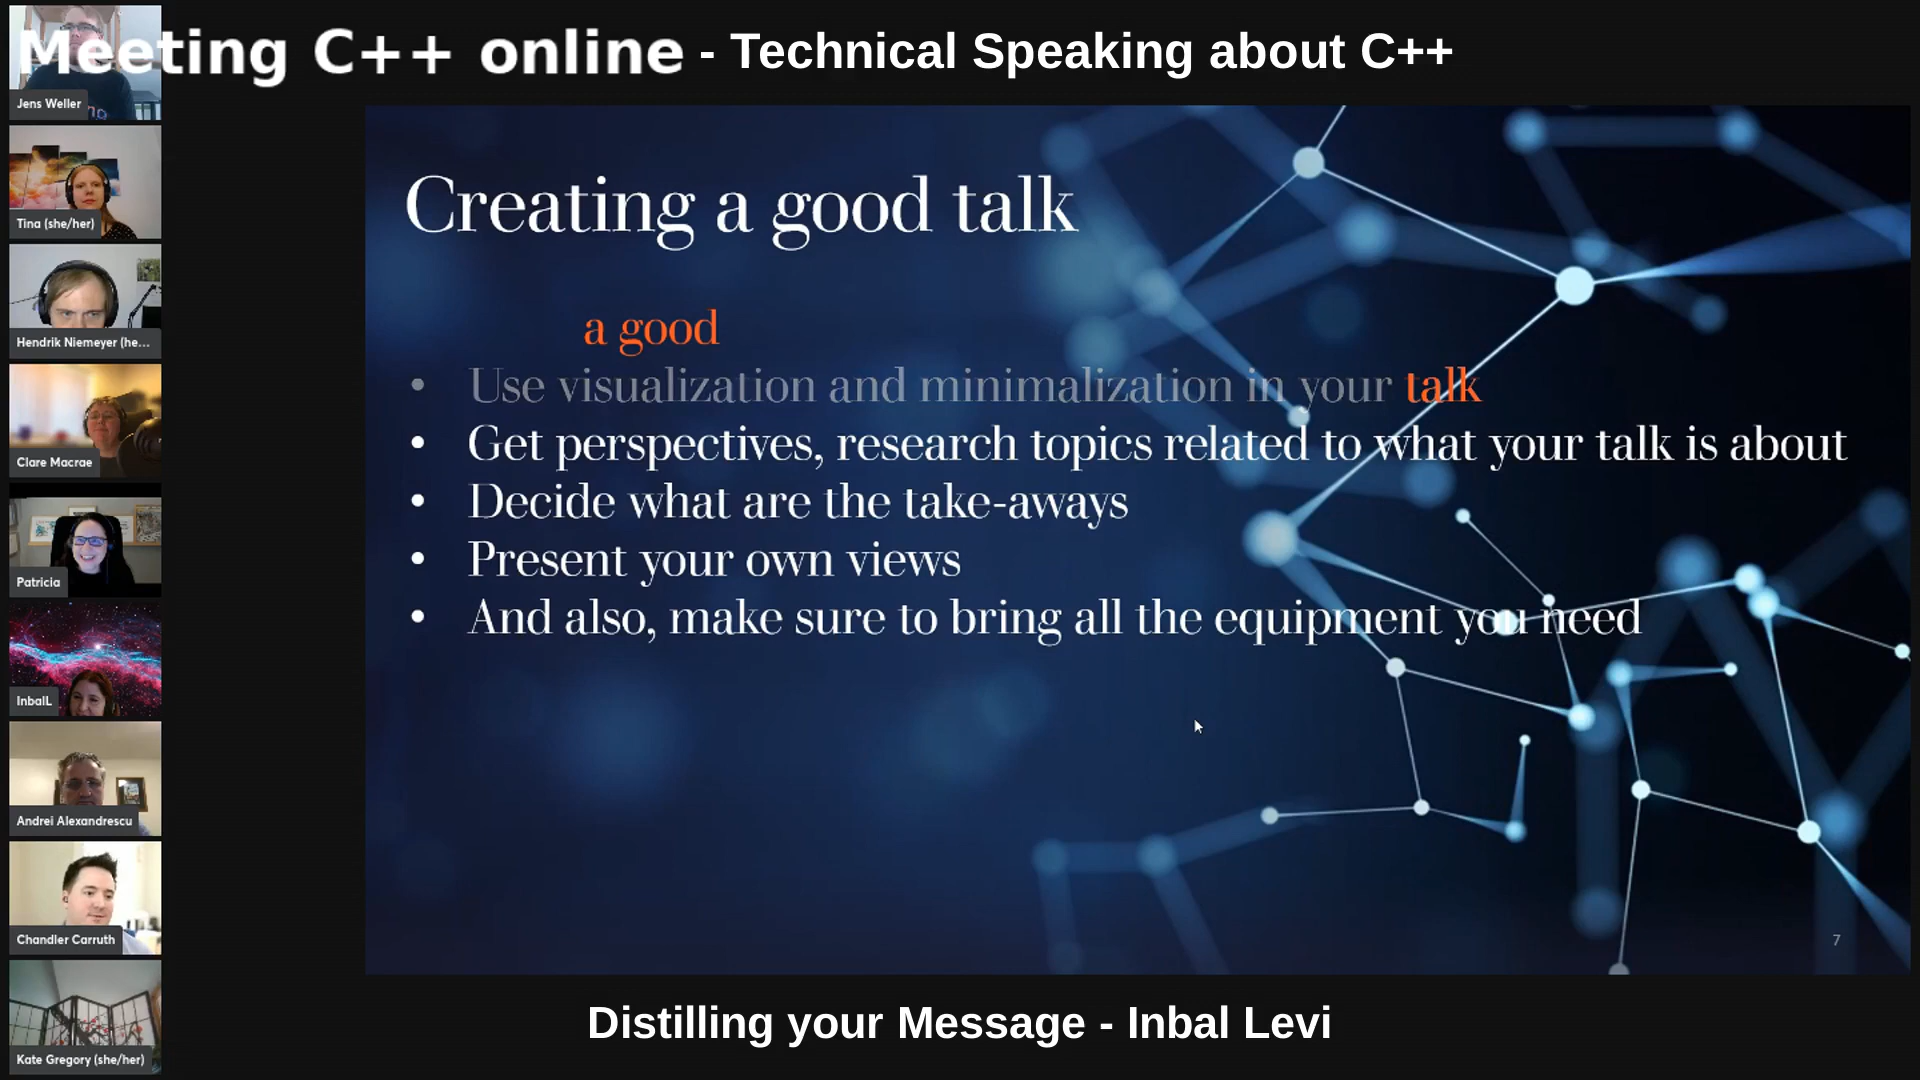 Meeting C++ online - Technical Speaking about C++
Jens Weller
Tina (she/her)
Hendrik Niemeyer (he...
Clare Macrae
Patricia
InbalL
Andrei Alexandrescu
Chandler Carruth
Kate Gregory (she/her)
Creating a good talk
a good
• Use visualization and minimalization in your talk
• Get perspectives, research topics related to what your talk is about
• Decide what are the take-aways
• Present your own views
• And also, make sure to bring all the equipment you need
7
Distilling your Message - Inbal Levi